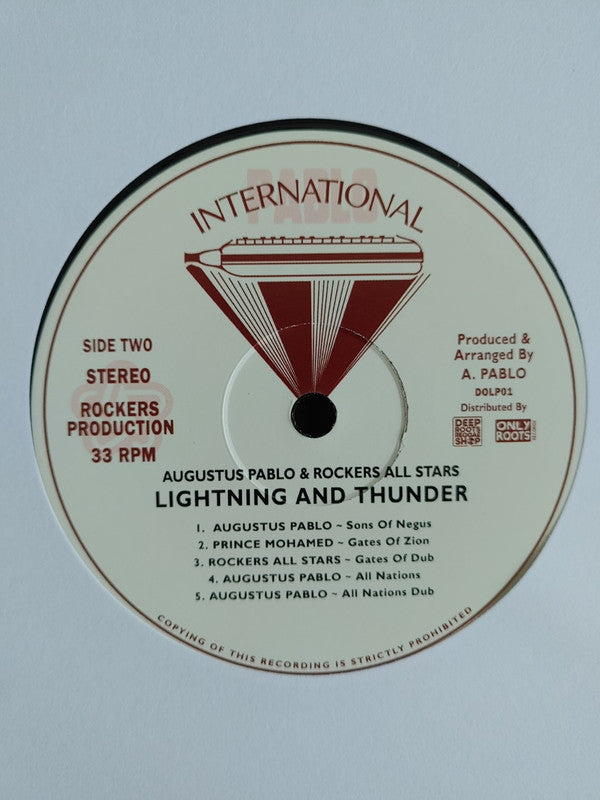 PABLO
INTERNATIONAL
SIDE TWO
STEREO
ROCKERS
PRODUCTION
33 RPM
Produced &
Arranged By
A. PABLO
DOLP01
Distributed By
DEEP
ROOTS
REGGAE
SHOP
ONLY
ROOTS
RECORDS
AUGUSTUS PABLO & ROCKERS ALL STARS
LIGHTNING AND THUNDER
1. AUGUSTUS PABLO ~ Sons Of Negus
2. PRINCE MOHAMED ~ Gates Of Zion
3. ROCKERS ALL STARS ~ Gates Of Dub
4. AUGUSTUS PABLO ~ All Nations
5. AUGUSTUS PABLO ~ All Nations Dub
COPYING OF THIS RECORDING IS STRICTLY PROHIBITED